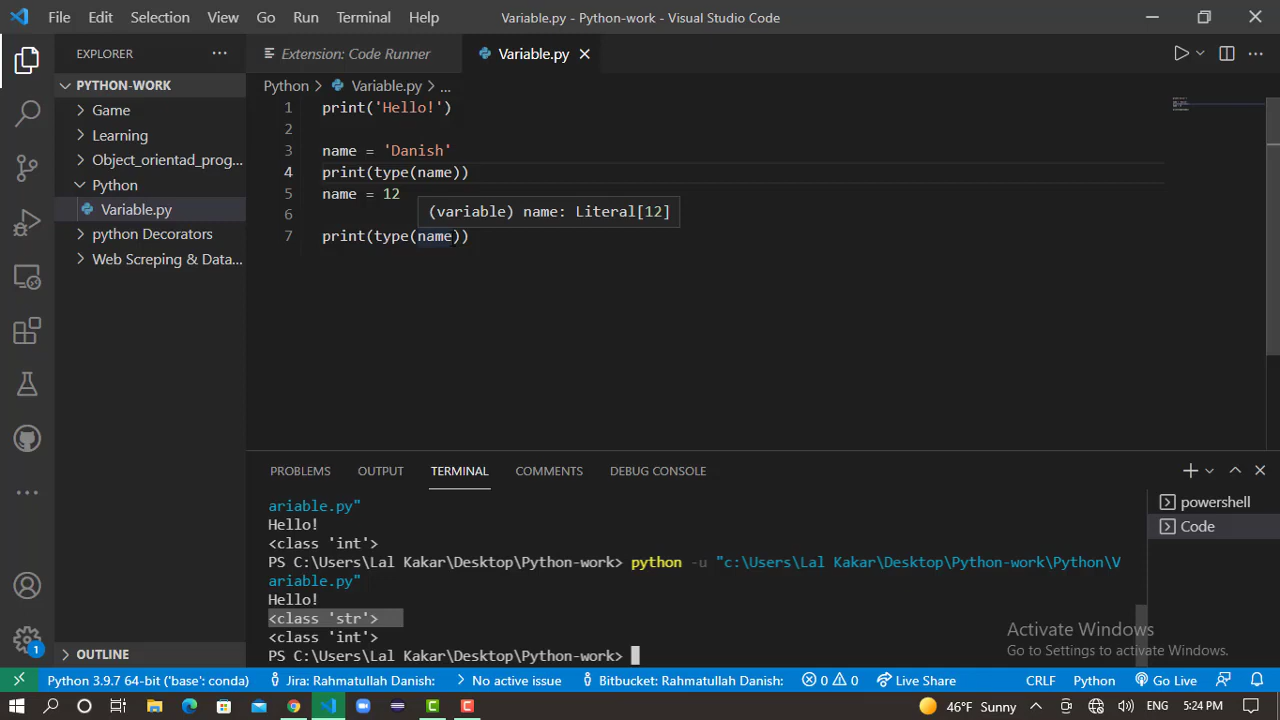 File Edit Selection View Go Run Terminal Help Variable.py - Python-work - Visual Studio Code
EXPLORER ··· Extension: Code Runner Variable.py
PYTHON-WORK
Game
Learning
Object_orientad_prog...
Python
Variable.py
python Decorators
Web Screping & Data...
OUTLINE
Python > Variable.py > ...
1 print('Hello!')
2
3 name = 'Danish'
4 print(type(name))
5 name = 12
(variable) name: Literal[12]
6
7 print(type(name))
PROBLEMS OUTPUT TERMINAL COMMENTS DEBUG CONSOLE
powershell
Code
ariable.py"
Hello!
<class 'int'>
PS C:\Users\Lal Kakar\Desktop\Python-work> python -u "c:\Users\Lal Kakar\Desktop\Python-work\Python\V
ariable.py"
Hello!
<class 'str'>
<class 'int'>
PS C:\Users\Lal Kakar\Desktop\Python-work>
Activate Windows
Go to Settings to activate Windows.
1
Python 3.9.7 64-bit ('base': conda) Jira: Rahmatullah Danish: No active issue Bitbucket: Rahmatullah Danish: 0 0 Live Share CRLF Python Go Live
46°F Sunny ENG 5:24 PM